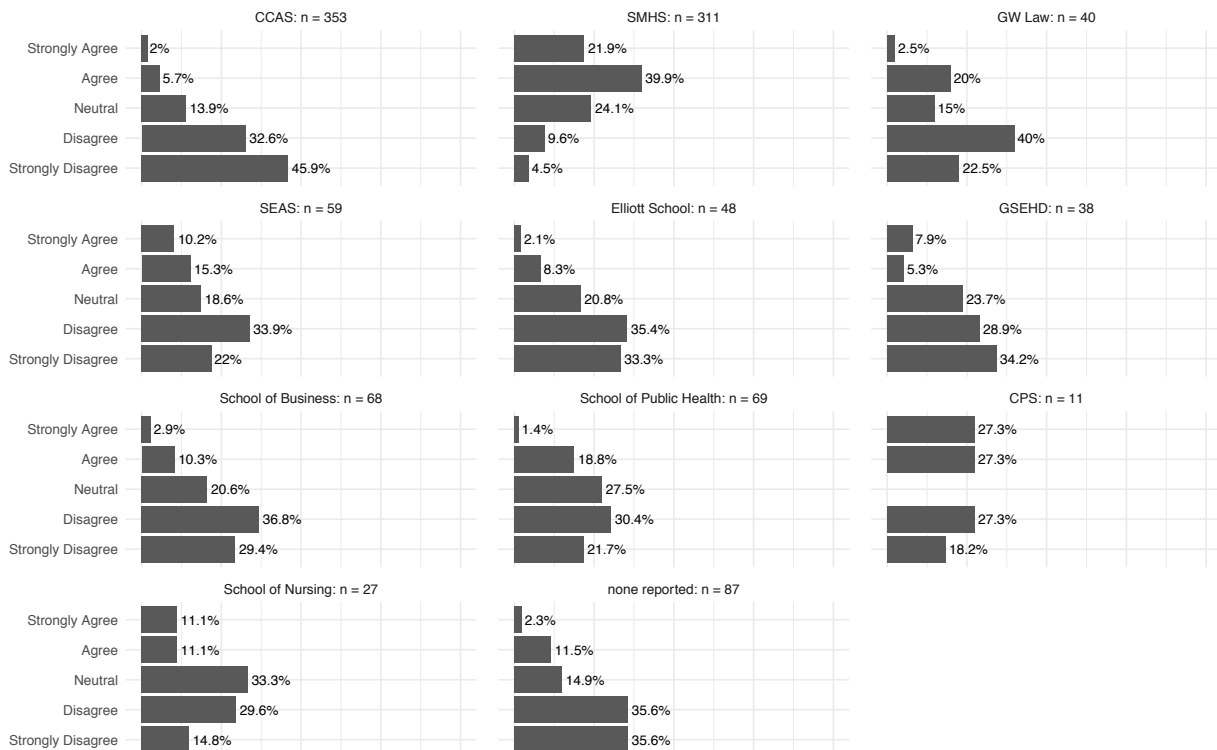 CCAS: n = 353
SMHS: n = 311
GW Law: n = 40
Strongly Agree 2% 21.9% 2.5%
Agree 5.7% 39.9% 20%
Neutral 13.9% 24.1% 15%
Disagree 32.6% 9.6% 40%
Strongly Disagree 45.9% 4.5% 22.5%
SEAS: n = 59
Elliott School: n = 48
GSEHD: n = 38
Strongly Agree 10.2% 2.1% 7.9%
Agree 15.3% 8.3% 5.3%
Neutral 18.6% 20.8% 23.7%
Disagree 33.9% 35.4% 28.9%
Strongly Disagree 22% 33.3% 34.2%
School of Business: n = 68
School of Public Health: n = 69
CPS: n = 11
Strongly Agree 2.9% 1.4% 27.3%
Agree 10.3% 18.8% 27.3%
Neutral 20.6% 27.5%
Disagree 36.8% 30.4% 27.3%
Strongly Disagree 29.4% 21.7% 18.2%
School of Nursing: n = 27
none reported: n = 87
Strongly Agree 11.1% 2.3%
Agree 11.1% 11.5%
Neutral 33.3% 14.9%
Disagree 29.6% 35.6%
Strongly Disagree 14.8% 35.6%